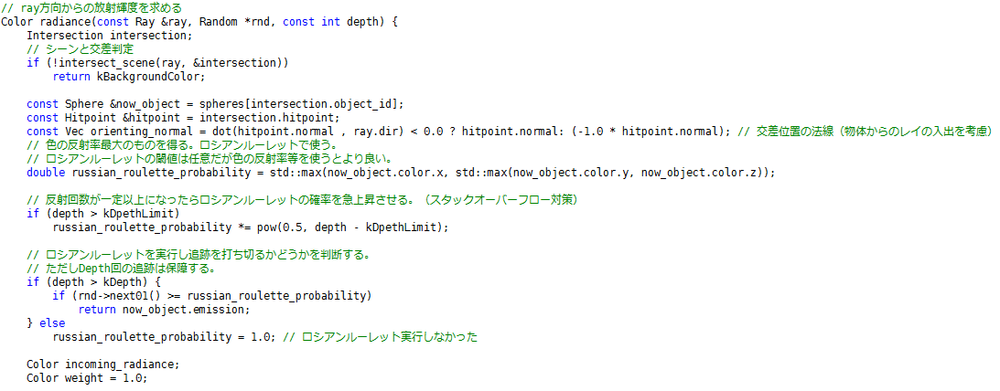 // ray方向からの放射輝度を求める
Color radiance(const Ray &ray, Random *rnd, const int depth) {
    Intersection intersection;
    // シーンと交差判定
    if (!intersect_scene(ray, &intersection))
        return kBackgroundColor;

    const Sphere &now_object = spheres[intersection.object_id];
    const Hitpoint &hitpoint = intersection.hitpoint;
    const Vec orienting_normal = dot(hitpoint.normal , ray.dir) < 0.0 ? hitpoint.normal: (-1.0 * hitpoint.normal); // 交差位置の法線（物体からのレイの入出を考慮）
    // 色の反射率最大のものを得る。ロシアンルーレットで使う。
    // ロシアンルーレットの閾値は任意だが色の反射率等を使うとより良い。
    double russian_roulette_probability = std::max(now_object.color.x, std::max(now_object.color.y, now_object.color.z));

    // 反射回数が一定以上になったらロシアンルーレットの確率を急上昇させる。（スタックオーバーフロー対策）
    if (depth > kDpethLimit)
        russian_roulette_probability *= pow(0.5, depth - kDpethLimit);

    // ロシアンルーレットを実行し追跡を打ち切るかどうかを判断する。
    // ただしDepth回の追跡は保障する。
    if (depth > kDepth) {
        if (rnd->next01() >= russian_roulette_probability)
            return now_object.emission;
    } else
        russian_roulette_probability = 1.0; // ロシアンルーレット実行しなかった

    Color incoming_radiance;
    Color weight = 1.0;